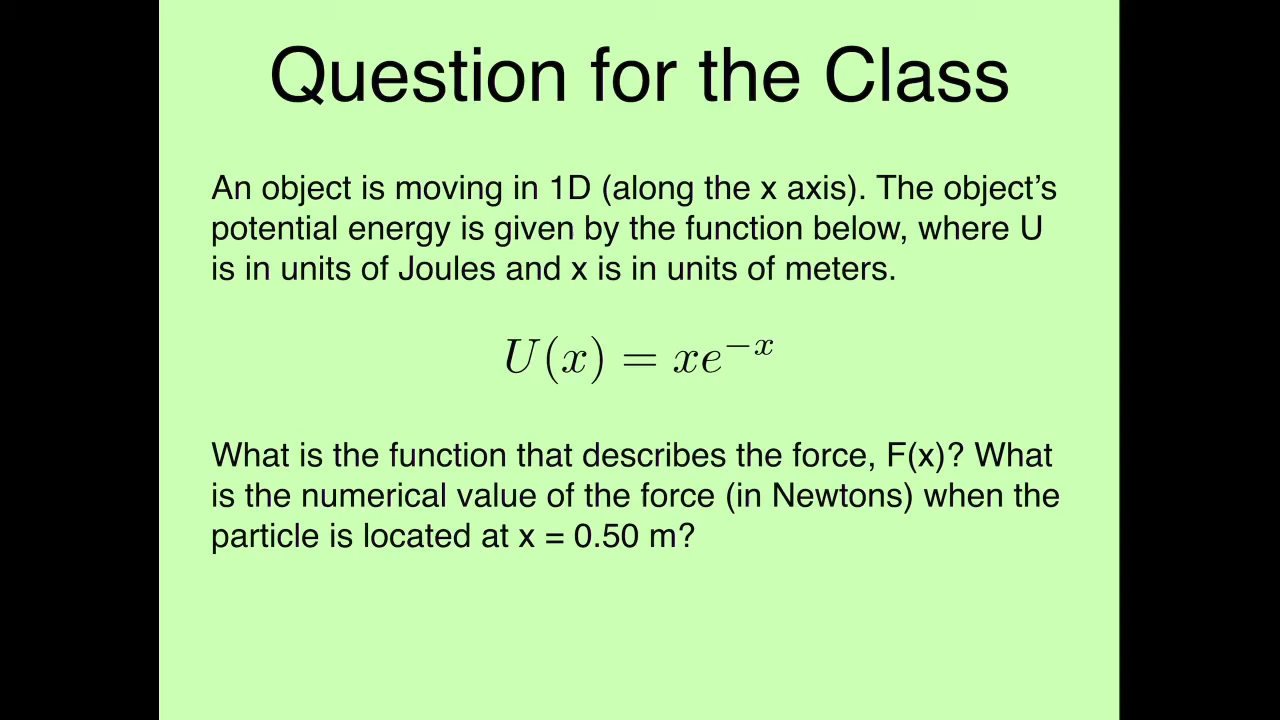 Question for the Class
An object is moving in 1D (along the x axis). The object’s
potential energy is given by the function below, where U
is in units of Joules and x is in units of meters.
U(x) = xe^{-x}
What is the function that describes the force, F(x)? What
is the numerical value of the force (in Newtons) when the
particle is located at x = 0.50 m?